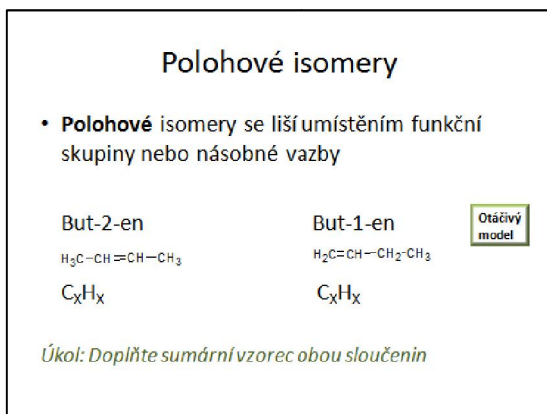 Polohové isomery
• Polohové isomery se liší umístěním funkční
skupiny nebo násobné vazby
But-2-en
H₃C-CH=CH-CH₃
CₓHₓ
But-1-en
H₂C=CH-CH₂-CH₃
CₓHₓ
Otáčivý
model
Úkol: Doplňte sumární vzorec obou sloučenin